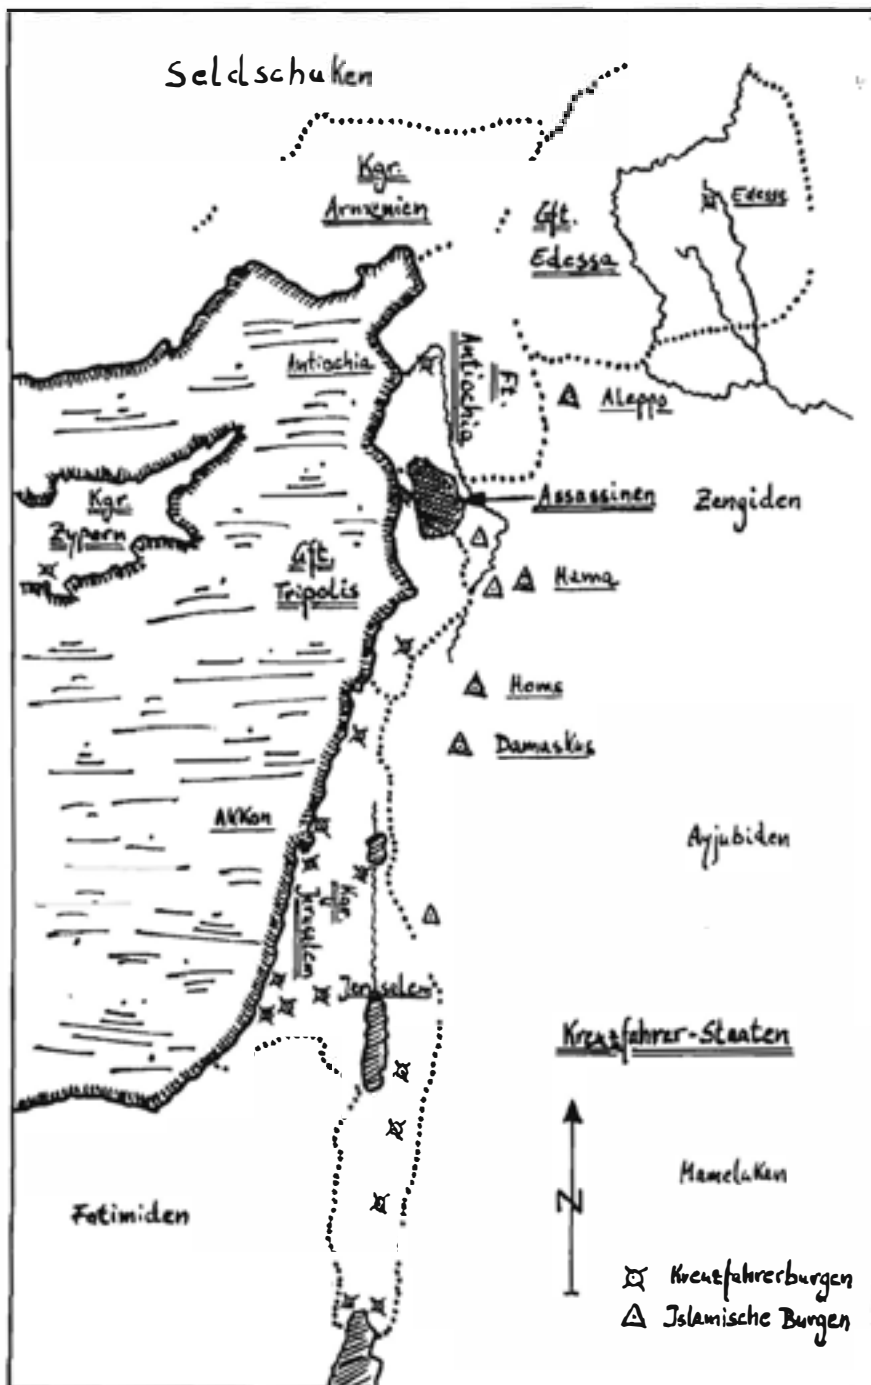 Seldschuken
Kgr.
Armenien
Gft.
Edessa
Edessa
Antiochia
Ft.
Antiochia
Aleppo
Kgr.
Zypern
Assassinen
Zengiden
Gft.
Tripolis
Hama
Homs
Damaskus
Akkon
Ayjubiden
Kgr.
Jerusalem
Jerusalem
Kreuzfahrer-Staaten
N
Mameluken
Fatimiden
Kreuzfahrerburgen
Islamische Burgen